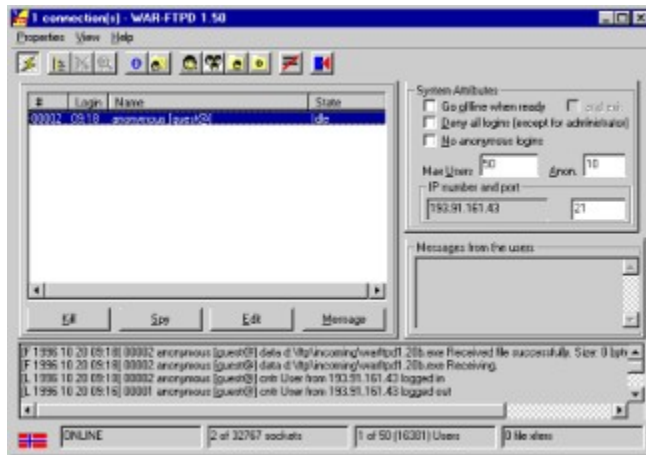 1 connection(s) - WAR-FTPD 1.50
Properties View Help
# Login Name State
00002 09:18 anonymous [guest@] Idle
Kill Spy Edit Message
System Attributes
Go offline when ready and exit
Deny all logins (except for administrator)
No anonymous logins
Max Users 50 Anon. 10
IP number and port
193.91.161.43 21
Messages from the users
[F 1996 10 20 09:18] 00002 anonymous [guest@] data d:\ftp\incoming\warftpd1.20b.exe Received file successfully. Size: 0 byte
[F 1996 10 20 09:18] 00002 anonymous [guest@] data d:\ftp\incoming\warftpd1.20b.exe Receiving.
[L 1996 10 20 09:18] 00002 anonymous [guest@] cntr User from 193.91.161.43 logged in
[L 1996 10 20 09:16] 00001 anonymous [guest@] cntr User from 193.91.161.43 logged out
ONLINE 2 of 32767 sockets 1 of 50 (16381) Users 0 file xfers